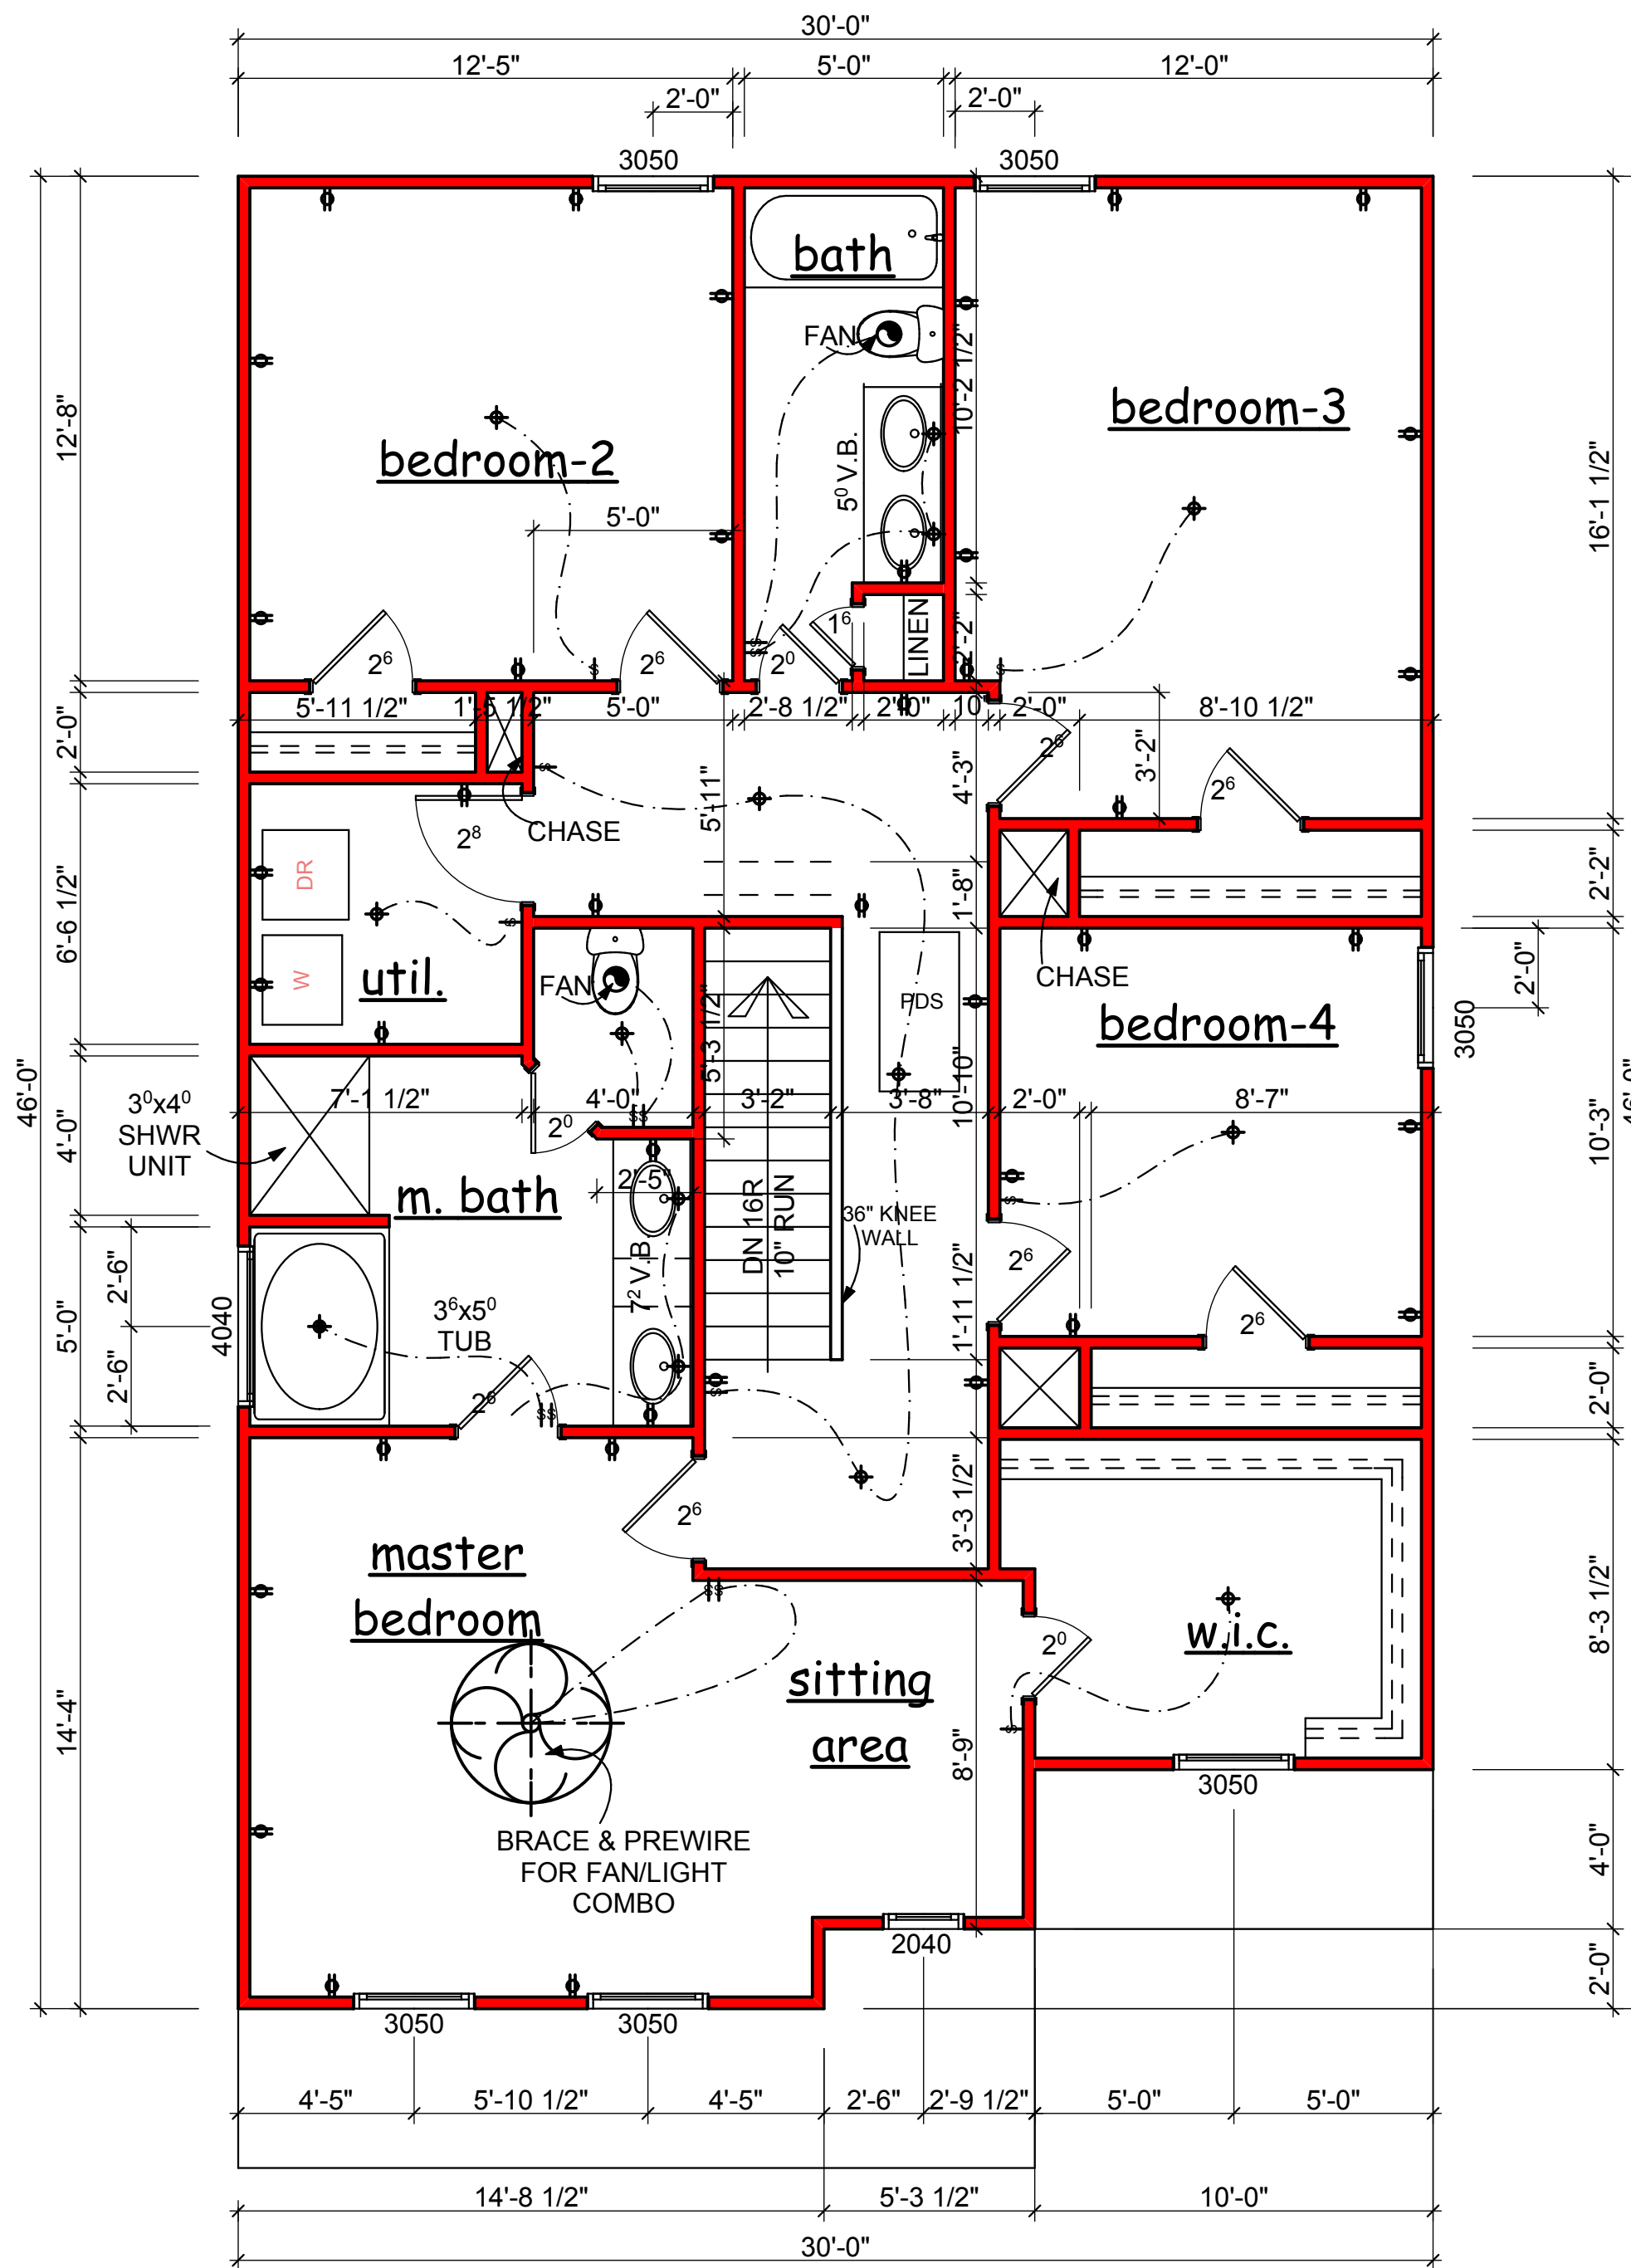 30'-0"
12'-5"
5'-0"
12'-0"
2'-0"
2'-0"
3050
3050
bath
FAN
10'-2 1/2"
bedroom-3
bedroom-2
12'-8"
5⁰ V.B.
16'-1 1/2"
5'-0"
1⁶
LINEN
2'-2"
2⁶
2⁶
2⁰
5'-11 1/2"
1'-5 1/2"
5'-0"
2'-8 1/2"
2'-0"
10"
2'-0"
8'-10 1/2"
2'-0"
2⁶
3'-2"
4'-3"
2⁶
5'-11"
CHASE
2⁸
DR
6'-6 1/2"
1'-8"
2'-2"
util.
W
FAN
CHASE
PDS
2'-0"
5'-3 1/2"
bedroom-4
3050
46'-0"
46'-0"
3⁰x4⁰
SHWR
UNIT
7'-1 1/2"
4'-0"
3'-2"
3'-8"
10'-10"
2'-0"
8'-7"
2⁰
4'-0"
10'-3"
m. bath
2'-5"
DN 16R
10" RUN
36" KNEE
WALL
2'-6"
2⁶
7² V.B.
4040
3⁶x5⁰
TUB
1'-11 1/2"
2⁶
5'-0"
2'-6"
2⁶
2'-0"
3'-3 1/2"
2⁶
master
bedroom
w.i.c.
2⁰
8'-3 1/2"
sitting
area
14'-4"
8'-9"
3050
BRACE & PREWIRE
FOR FAN/LIGHT
COMBO
4'-0"
2040
2'-0"
3050
3050
4'-5"
5'-10 1/2"
4'-5"
2'-6"
2'-9 1/2"
5'-0"
5'-0"
14'-8 1/2"
5'-3 1/2"
10'-0"
30'-0"